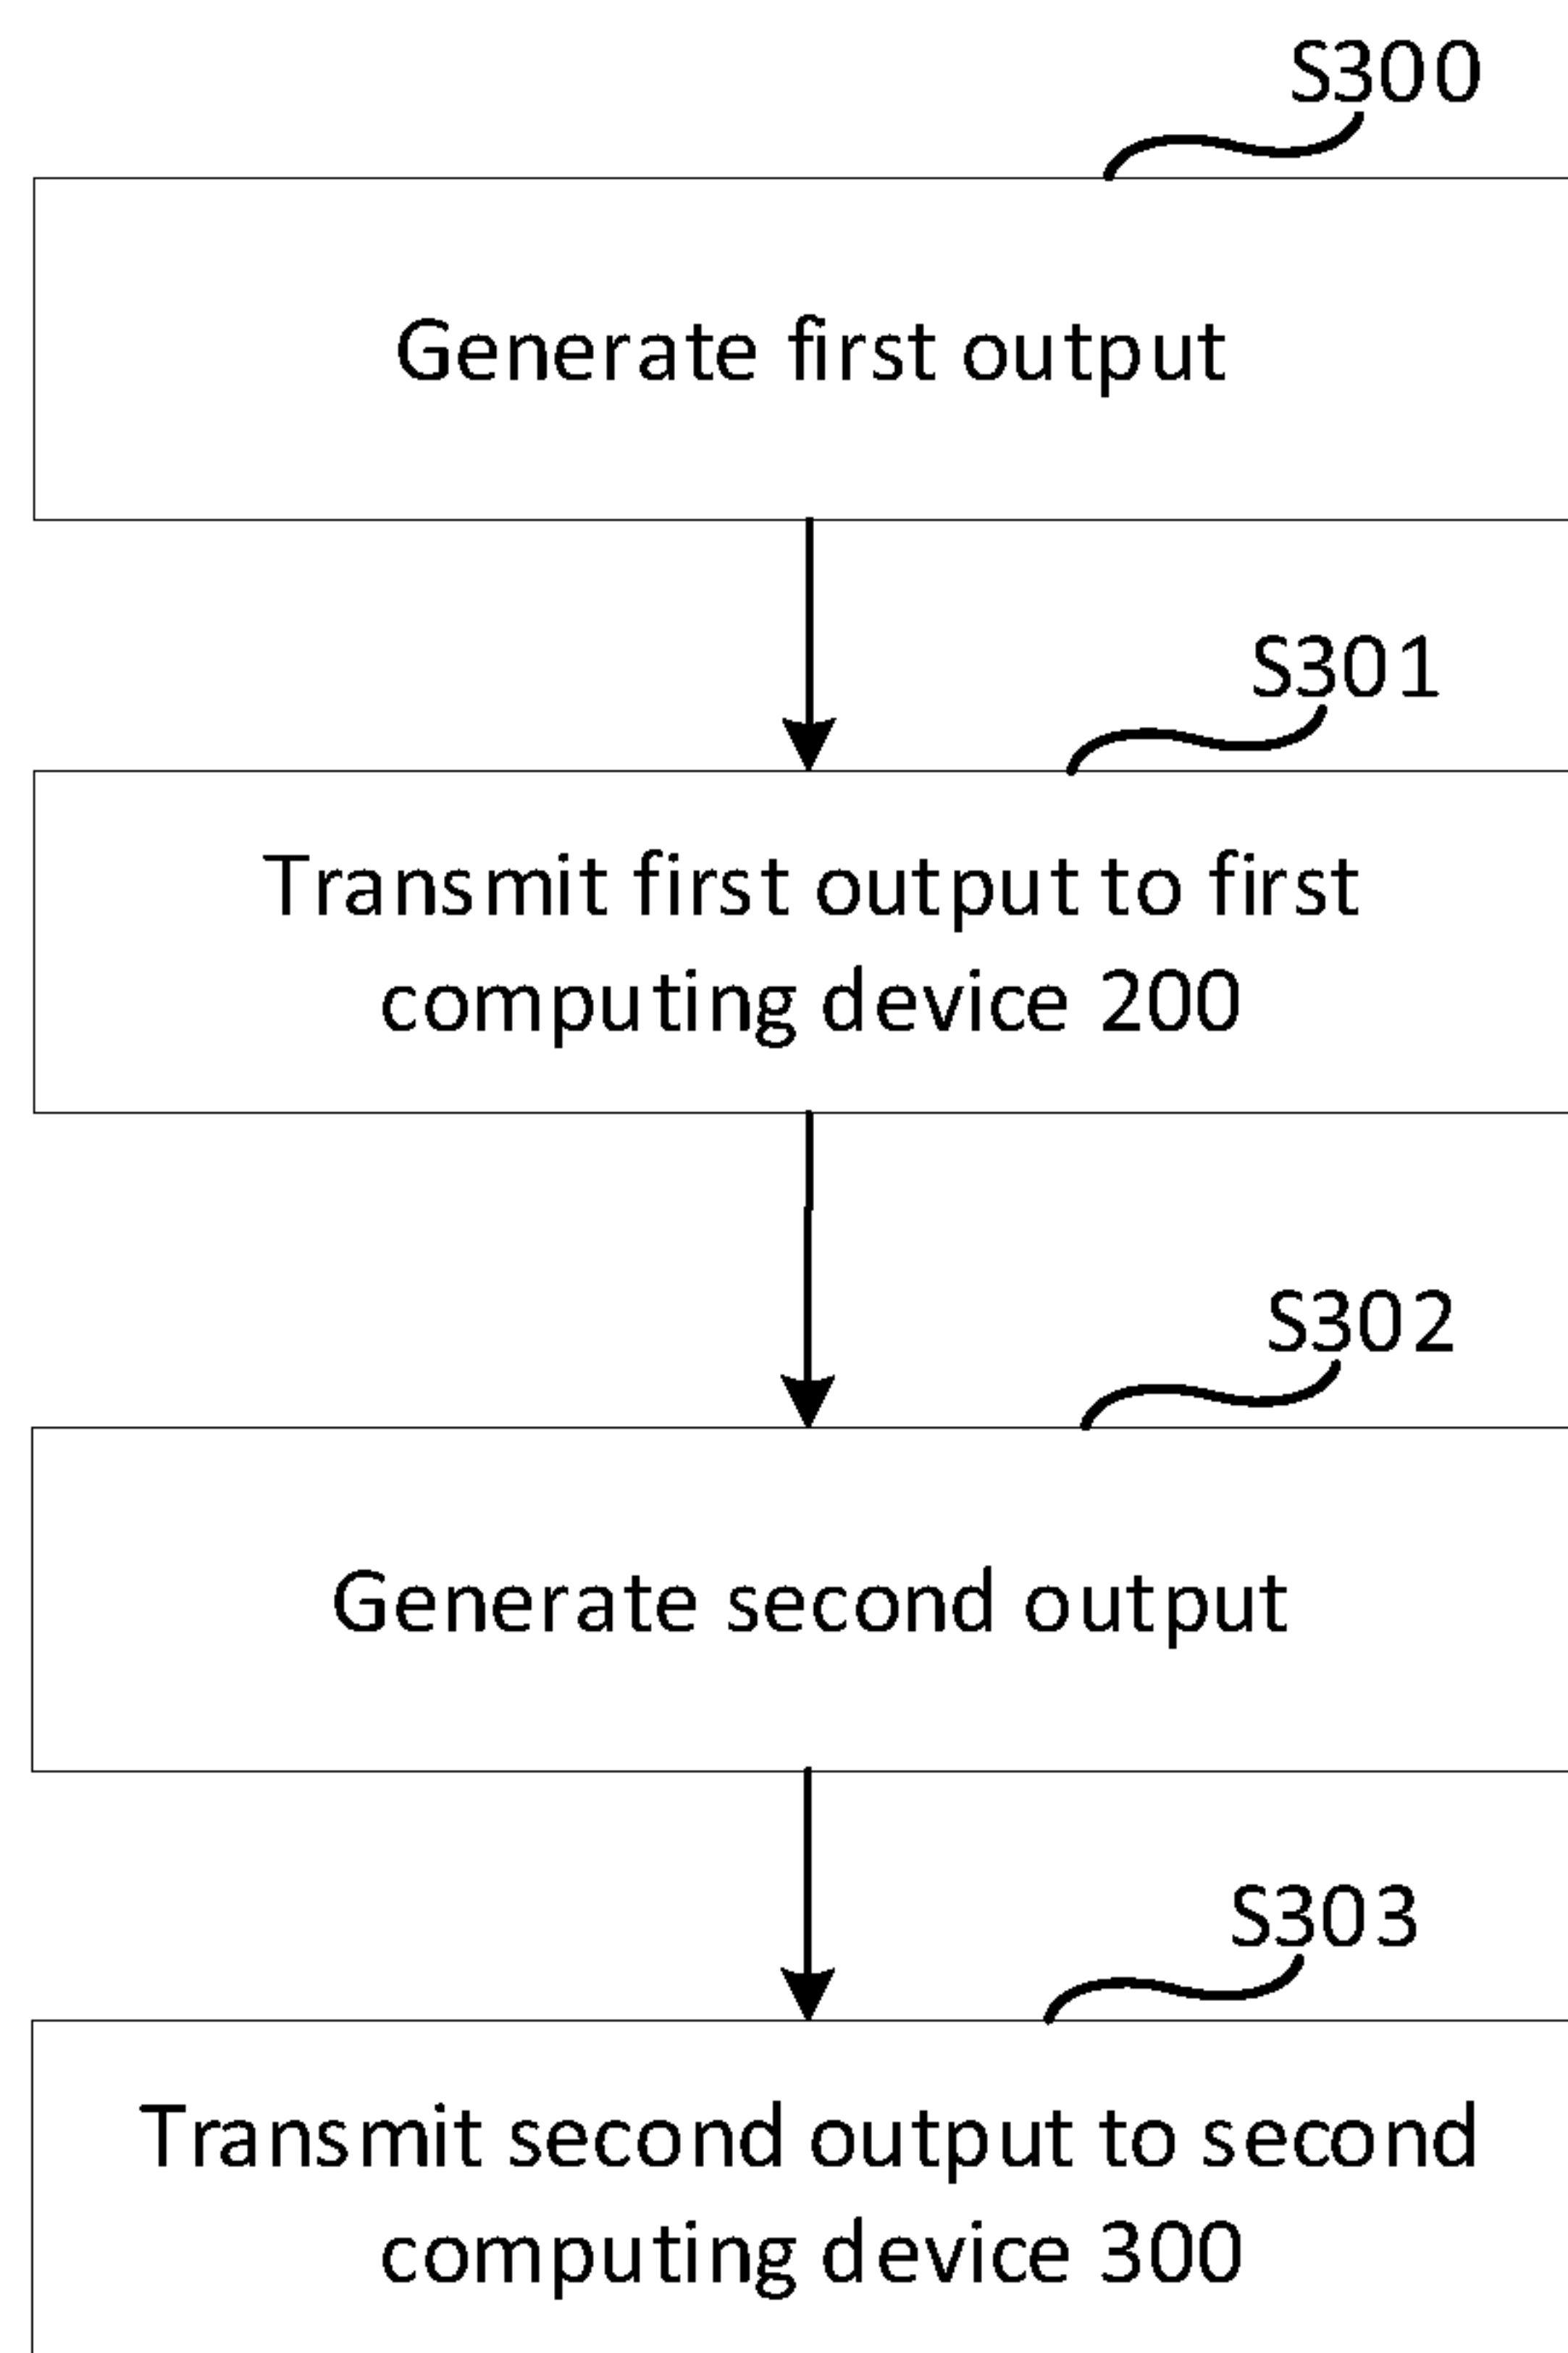 S300
Generate first output
S301
Transmit first output to first
computing device 200
S302
Generate second output
S303
Transmit second output to second
computing device 300